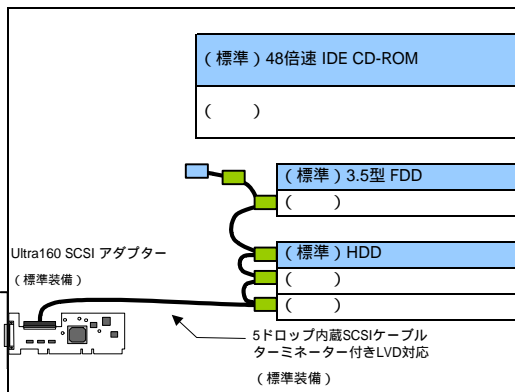 （標準）48倍速 IDE CD-ROM
（　　）
（標準）3.5型 FDD
（　　）
Ultra160 SCSI アダプター
（標準装備）
（標準）HDD
（　　）
（　　）
5ドロップ内蔵SCSIケーブル
ターミネーター付きLVD対応
（標準装備）